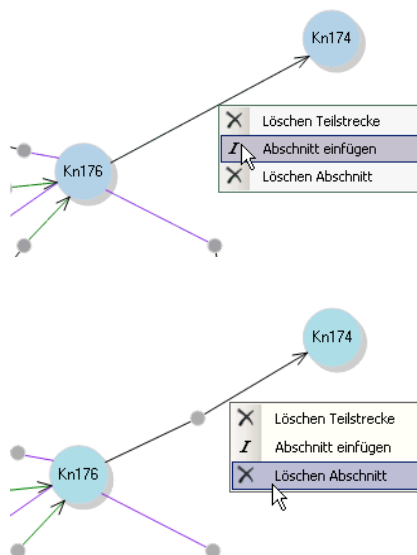 Kn174
Löschen Teilstrecke
I Abschnitt einfügen
Kn176
Löschen Abschnitt
Kn174
Löschen Teilstrecke
I Abschnitt einfügen
Kn176
Löschen Abschnitt